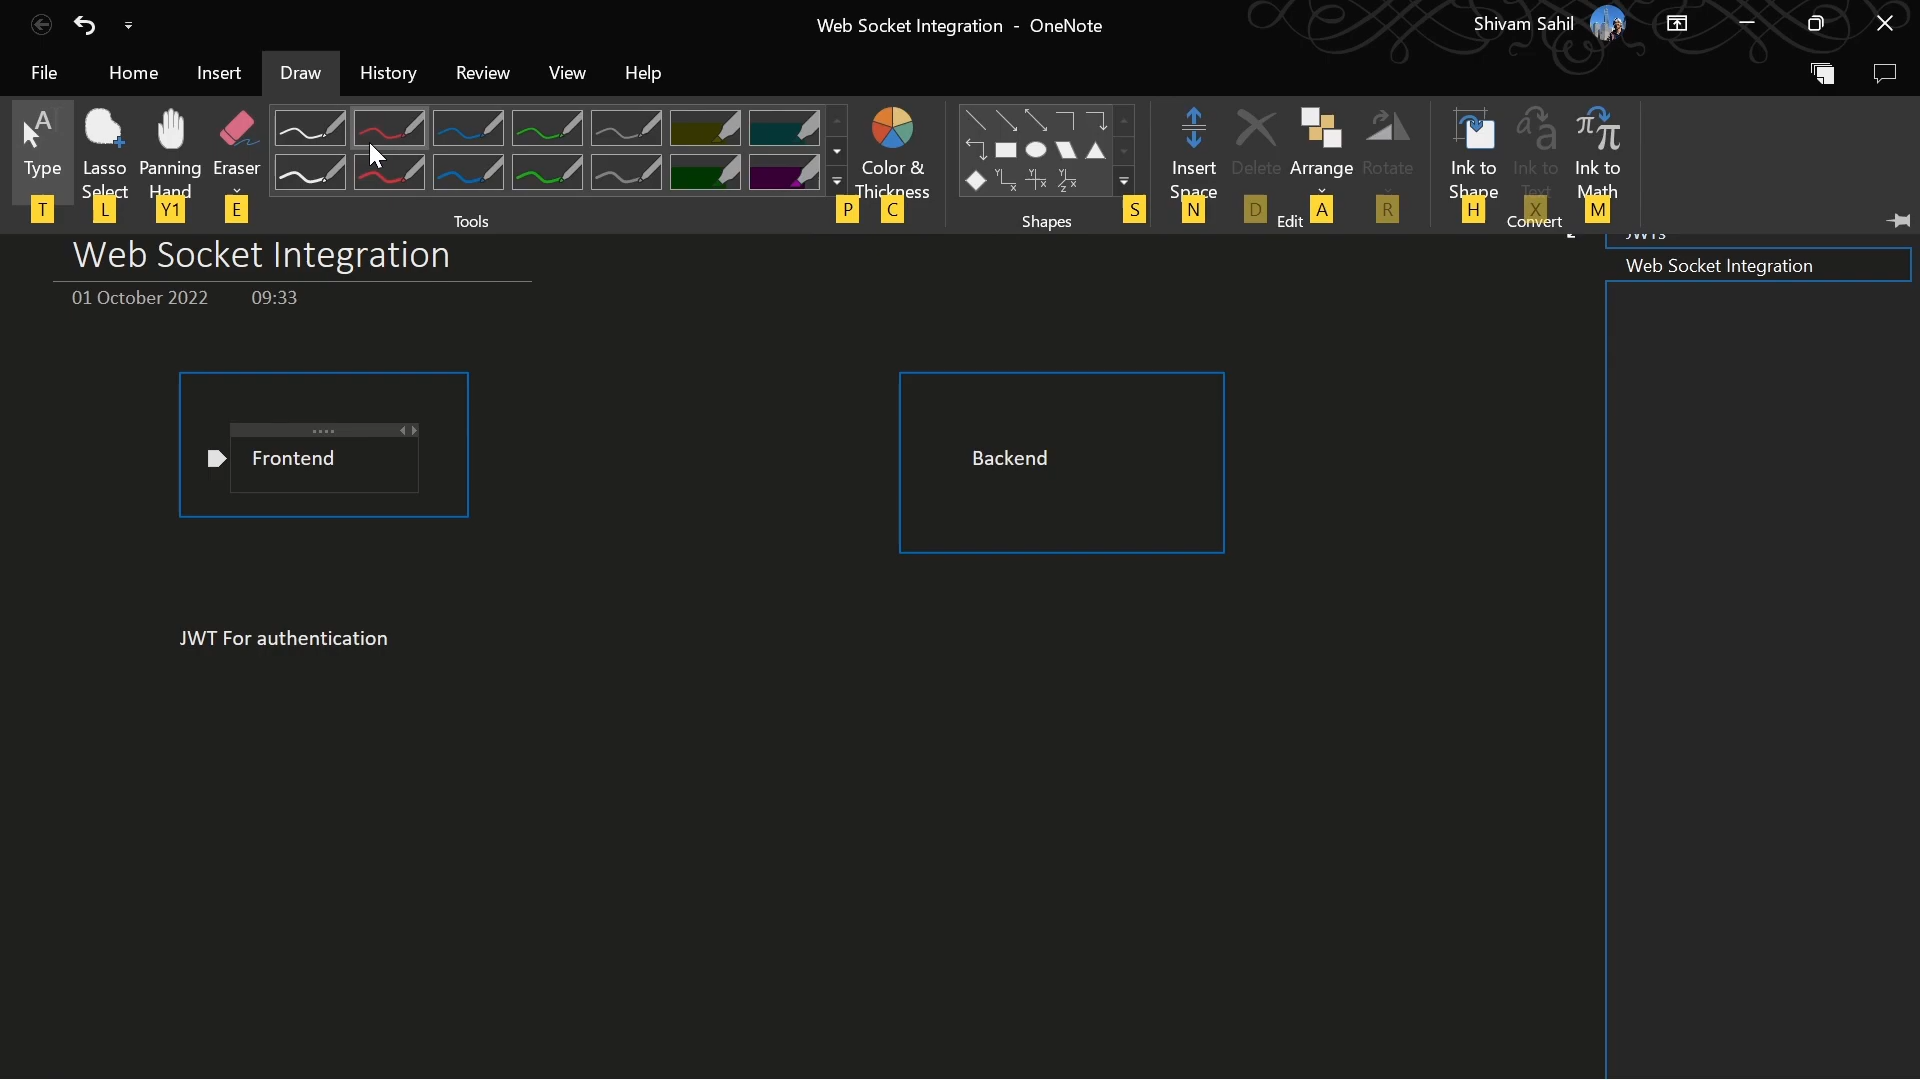 Web Socket Integration - OneNote
Shivam Sahil
File Home Insert Draw History Review View Help
Type
Lasso Select
Panning Hand
Eraser
Color & Thickness
Insert Space
Delete
Arrange
Rotate
Ink to Shape
Ink to Text
Ink to Math
T L Y1 E P C S N D A R H X M
Tools Shapes Edit Convert
JWTs
Web Socket Integration
Web Socket Integration
01 October 2022 09:33
Frontend
Backend
JWT For authentication